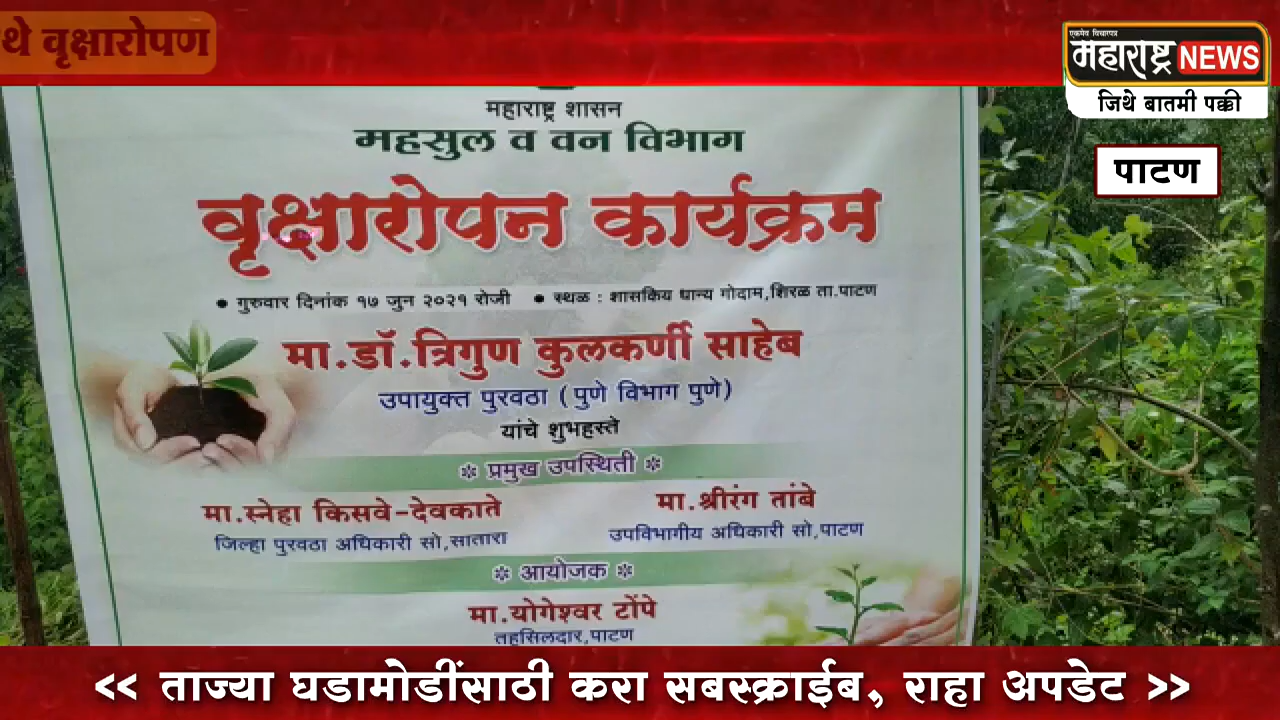 थे वृक्षारोपण
एकमेव विचारपत्र
महाराष्ट्र NEWS
जिथे बातमी पक्की
पाटण
महाराष्ट्र शासन
महसुल व वन विभाग
वृक्षारोपन कार्यक्रम
● गुरुवार दिनांक १७ जुन २०२१ रोजी ● स्थळ : शासकिय धान्य गोदाम,शिरळ ता.पाटण
मा.डॉ.त्रिगुण कुलकर्णी साहेब
उपायुक्त पुरवठा (पुणे विभाग पुणे)
यांचे शुभहस्ते
❇ प्रमुख उपस्थिती ❇
मा.स्नेहा किसवे-देवकाते
जिल्हा पुरवठा अधिकारी सो,सातारा
मा.श्रीरंग तांबे
उपविभागीय अधिकारी सो,पाटण
❇ आयोजक ❇
मा.योगेश्वर टोंपे
तहसिलदार,पाटण
<< ताज्या घडामोडींसाठी करा सबस्क्राईब, राहा अपडेट >>